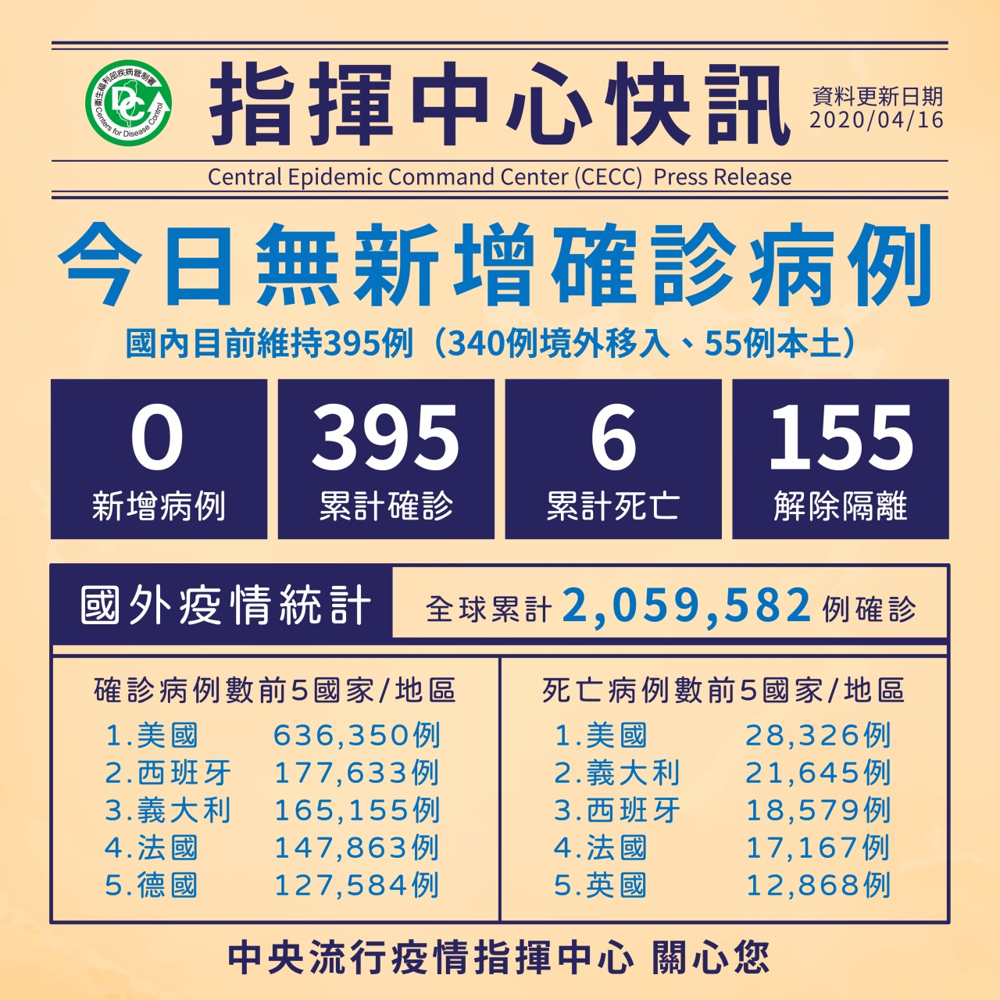 衛生福利部疾病管制署
DC
Centers for Disease Control
指揮中心快訊
資料更新日期
2020/04/16
Central Epidemic Command Center (CECC) Press Release
今日無新增確診病例
國內目前維持395例（340例境外移入、55例本土）
0
新增病例
395
累計確診
6
累計死亡
155
解除隔離
國外疫情統計
全球累計2,059,582例確診
確診病例數前5國家/地區
1.美國 636,350例
2.西班牙 177,633例
3.義大利 165,155例
4.法國 147,863例
5.德國 127,584例
死亡病例數前5國家/地區
1.美國 28,326例
2.義大利 21,645例
3.西班牙 18,579例
4.法國 17,167例
5.英國 12,868例
中央流行疫情指揮中心 關心您